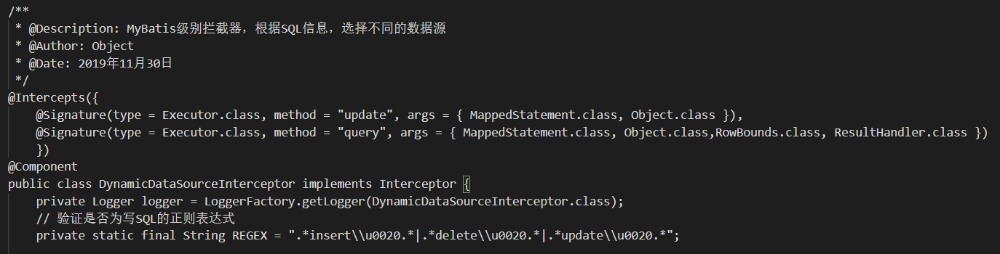 /**
 * @Description: MyBatis级别拦截器，根据SQL信息，选择不同的数据源
 * @Author: Object
 * @Date: 2019年11月30日
 */
@Intercepts({
    @Signature(type = Executor.class, method = "update", args = { MappedStatement.class, Object.class }),
    @Signature(type = Executor.class, method = "query", args = { MappedStatement.class, Object.class,RowBounds.class, ResultHandler.class })
    })
@Component
public class DynamicDataSourceInterceptor implements Interceptor {
    private Logger logger = LoggerFactory.getLogger(DynamicDataSourceInterceptor.class);
    // 验证是否为写SQL的正则表达式
    private static final String REGEX = ".*insert\\u0020.*|.*delete\\u0020.*|.*update\\u0020.*";